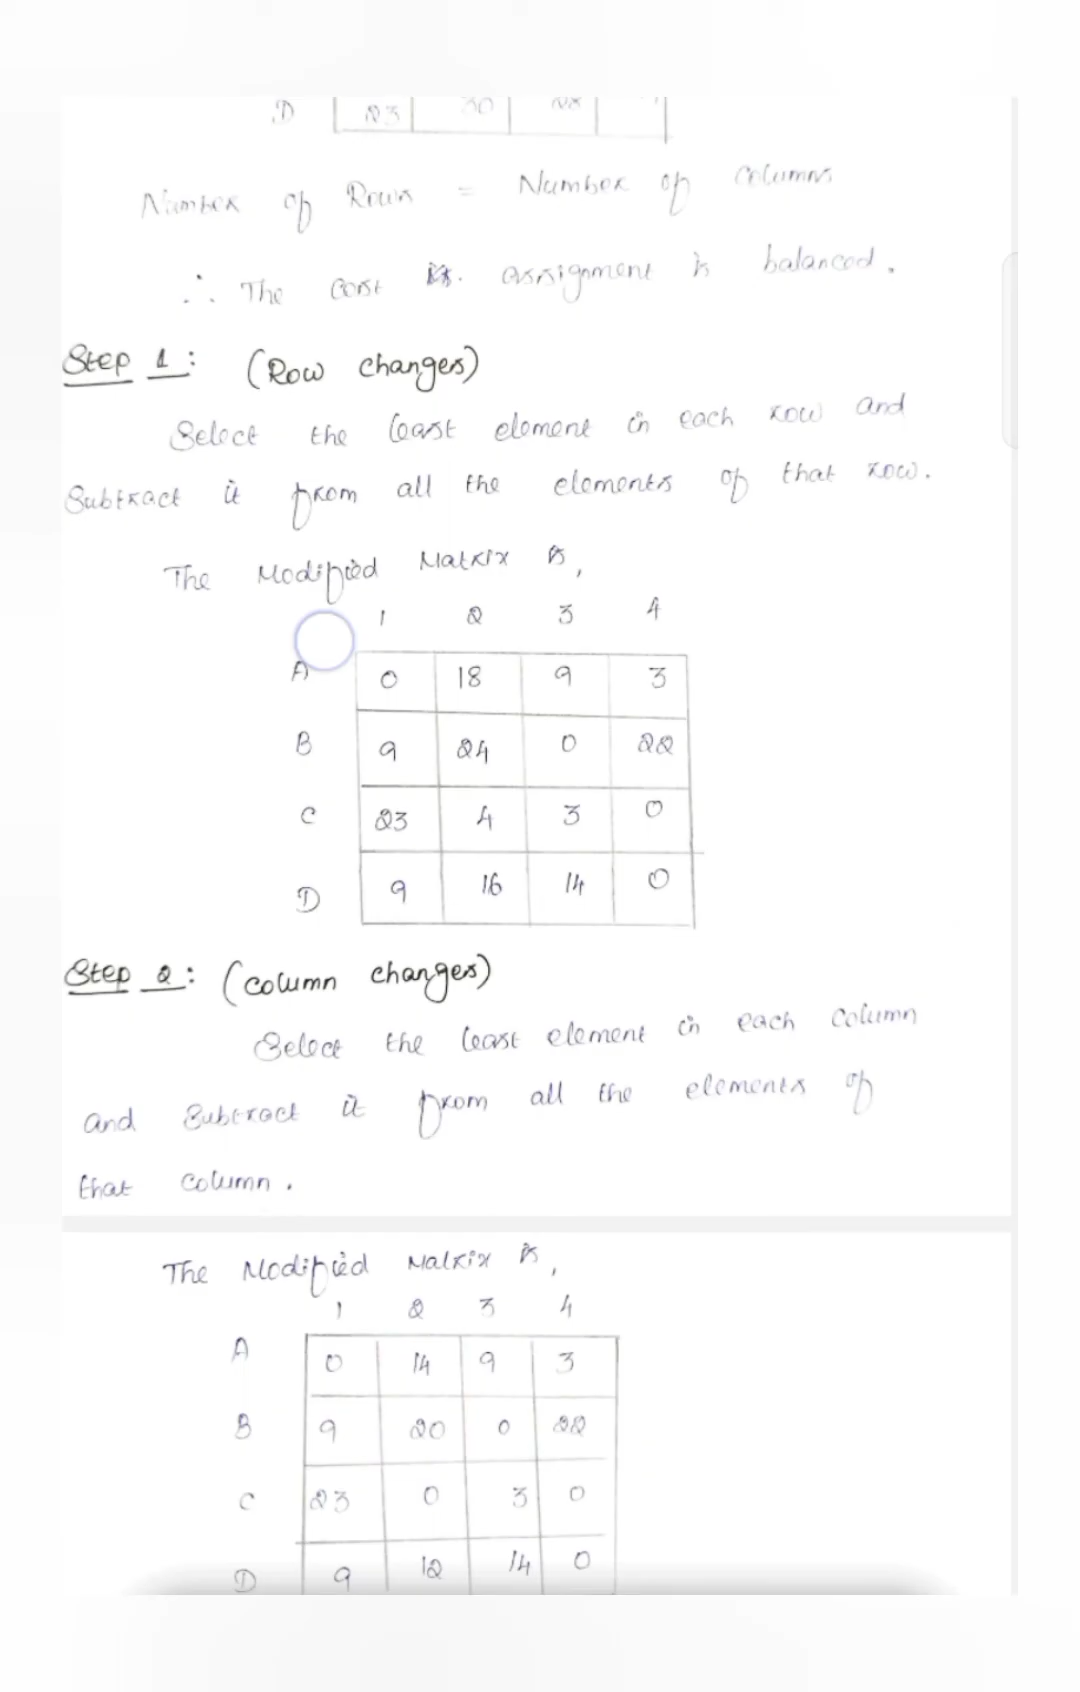 D 23 30 28
Number of Rows = Number of columns
∴ The cost is. assignment is balanced.
Step 1: (Row changes)
Select the least element in each row and
Subtract it from all the elements of that row.
The Modified Matrix is,
1 2 3 4
A 0 18 9 3
B 9 24 0 22
C 23 4 3 0
D 9 16 14 0
Step 2: (column changes)
Select the least element in each column
and Subtract it from all the elements of
that column.
The Modified Matrix is,
1 2 3 4
A 0 14 9 3
B 9 20 0 22
C 23 0 3 0
D 9 12 14 0